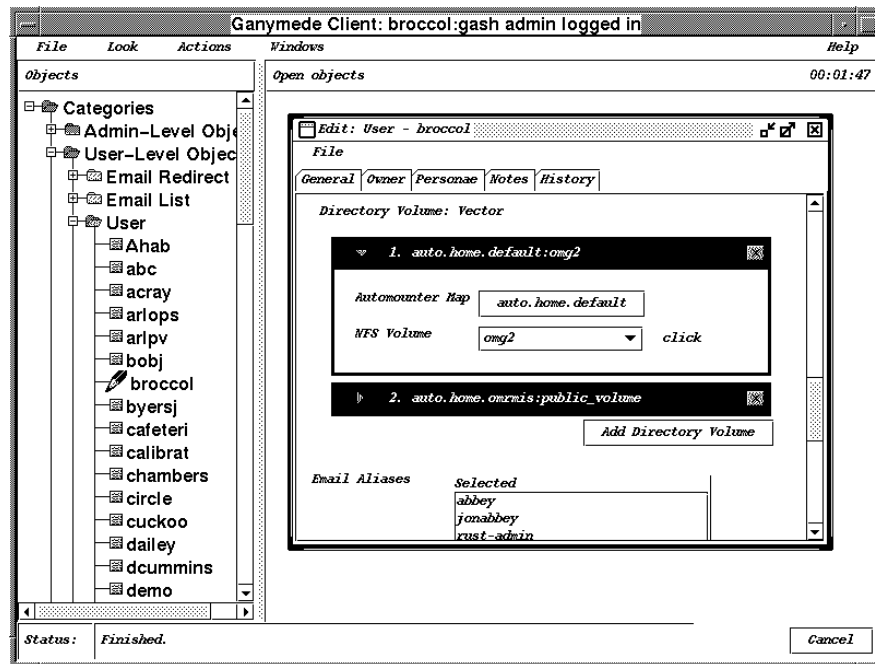 Ganymede Client: broccol:gash admin logged in
File Look Actions Windows Help
Objects
Open objects 00:01:47
Categories
Admin-Level Obje
User-Level Objec
Email Redirect
Email List
User
Ahab
abc
acray
arlops
arlpv
bobj
broccol
byersj
cafeteri
calibrat
chambers
circle
cuckoo
dailey
dcummins
demo
Edit: User - broccol
File
General Owner Personae Notes History
Directory Volume: Vector
1. auto.home.default:omg2
Automounter Map auto.home.default
NFS Volume omg2 click
2. auto.home.omrmis:public_volume
Add Directory Volume
Email Aliases Selected
abbey
jonabbey
rust-admin
Status: Finished. Cancel